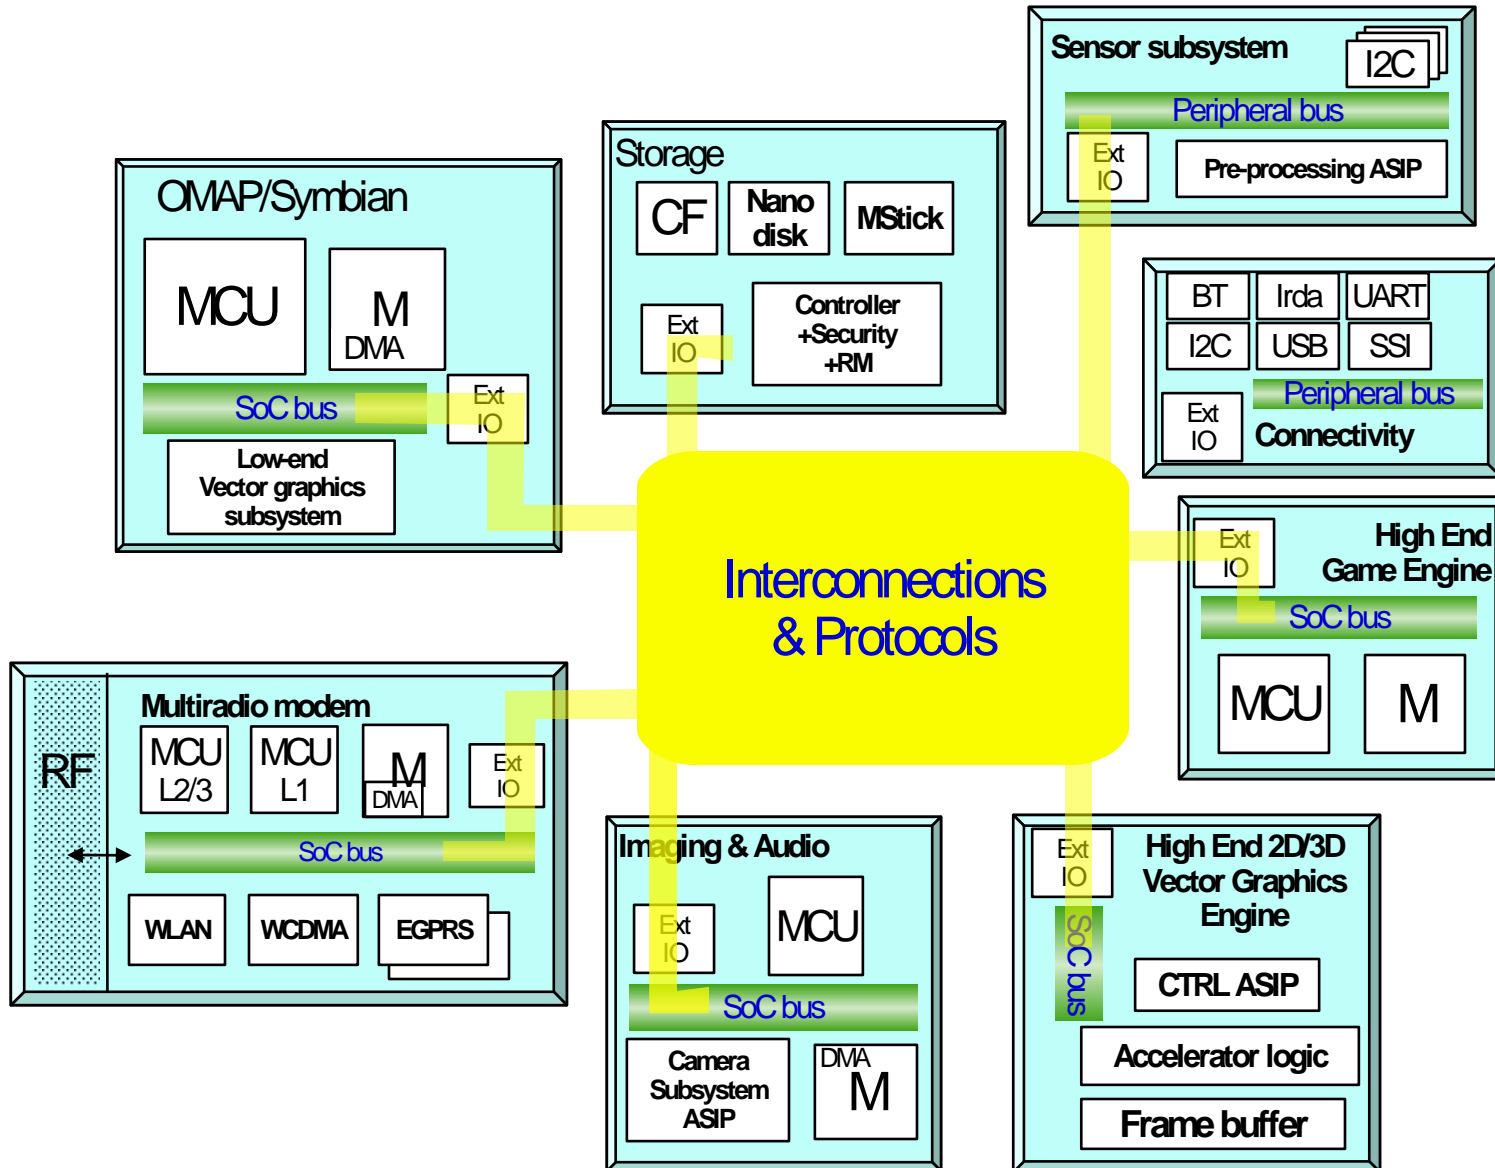 Sensor subsystem
I2C
Peripheral bus
Ext
IO
Pre-processing ASIP
Storage
CF
Nano
disk
MStick
Ext
IO
Controller
+Security
+RM
OMAP/Symbian
MCU
M
DMA
SoC bus
Ext
IO
Low-end
Vector graphics
subsystem
BT
Irda
UART
I2C
USB
SSI
Peripheral bus
Ext
IO
Connectivity
Interconnections
& Protocols
Ext
IO
High End
Game Engine
SoC bus
MCU
M
RF
Multiradio modem
MCU
L2/3
MCU
L1
M
DMA
Ext
IO
SoC bus
WLAN
WCDMA
EGPRS
Imaging & Audio
Ext
IO
MCU
SoC bus
Camera
Subsystem
ASIP
DMA
M
Ext
IO
High End 2D/3D
Vector Graphics
Engine
SoC bus
CTRL ASIP
Accelerator logic
Frame buffer